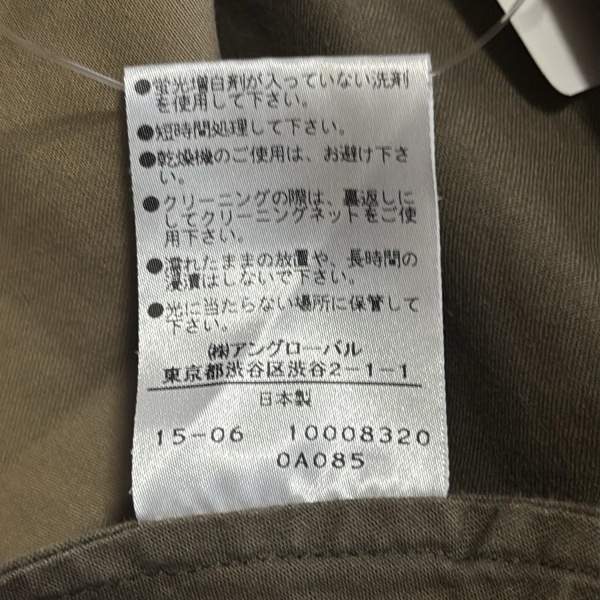 ●蛍光増白剤が入っていない洗剤
を使用して下さい。
●短時間処理して下さい。
●乾燥機のご使用は、お避け下さ
い。
●クリーニングの際は、裏返しに
してクリーニングネットをご使
用下さい。
●濡れたままの放置や、長時間の
浸漬はしないで下さい。
●光に当たらない場所に保管して
下さい。
㈱アングローバル
東京都渋谷区渋谷2-1-1
日本製
15-06 10008320
0A085